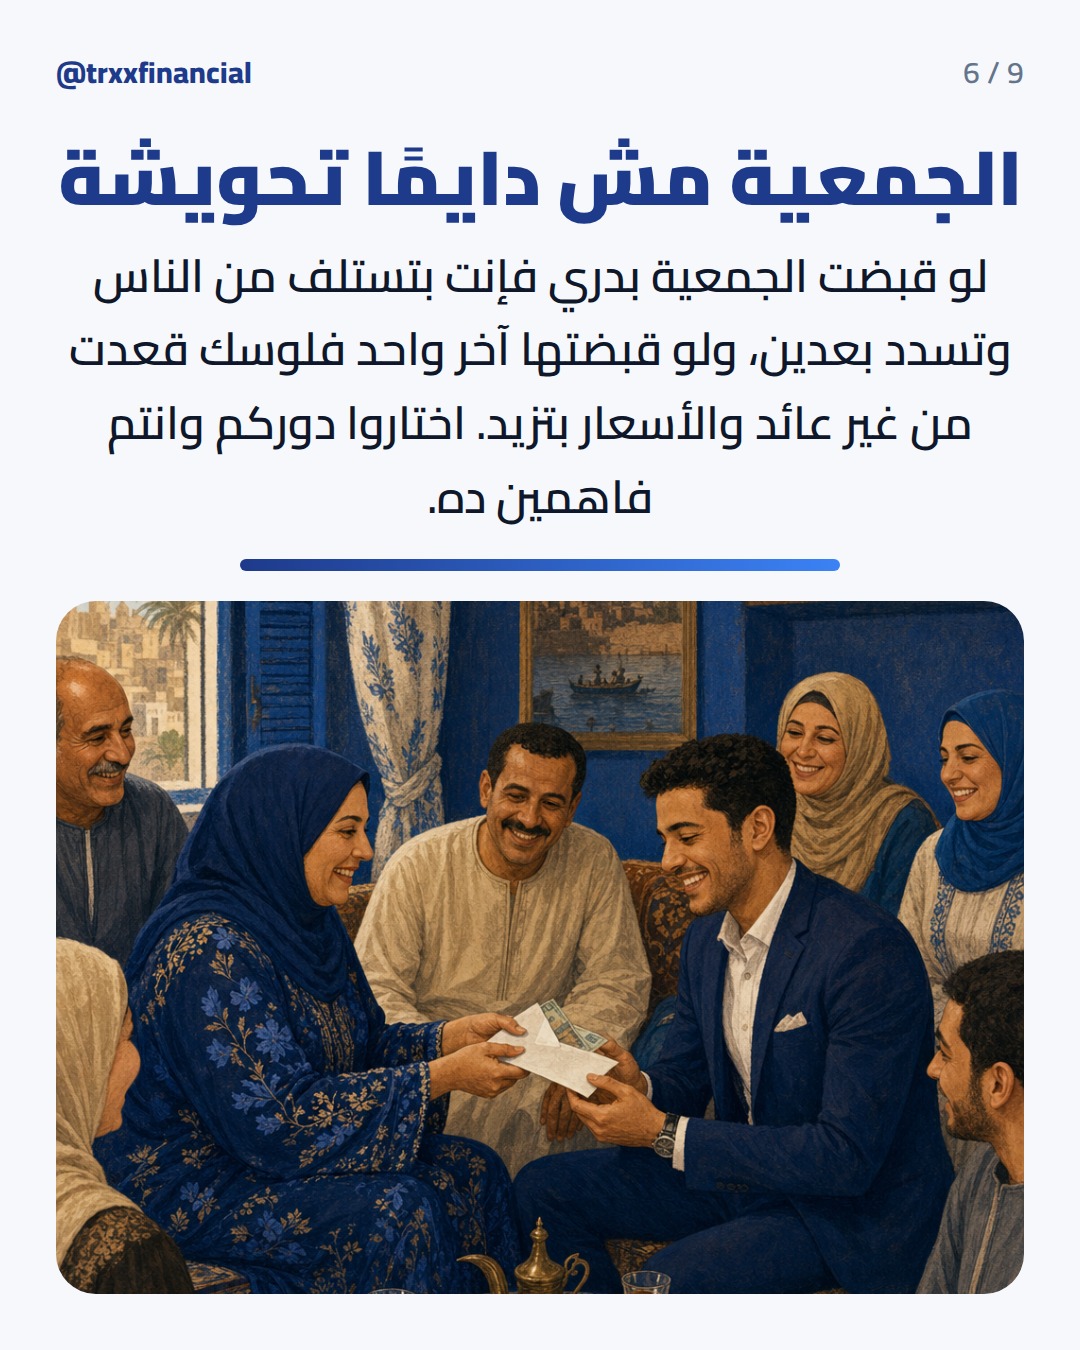 @trxxfinancial
6 / 9
الجمعية مش دايمًا تحويشة
لو قبضت الجمعية بدري فإنت بتستلف من الناس
وتسدد بعدين، ولو قبضتها آخر واحد فلوسك قعدت
من غير عائد والأسعار بتزيد. اختاروا دوركم وانتم
فاهمين ده.